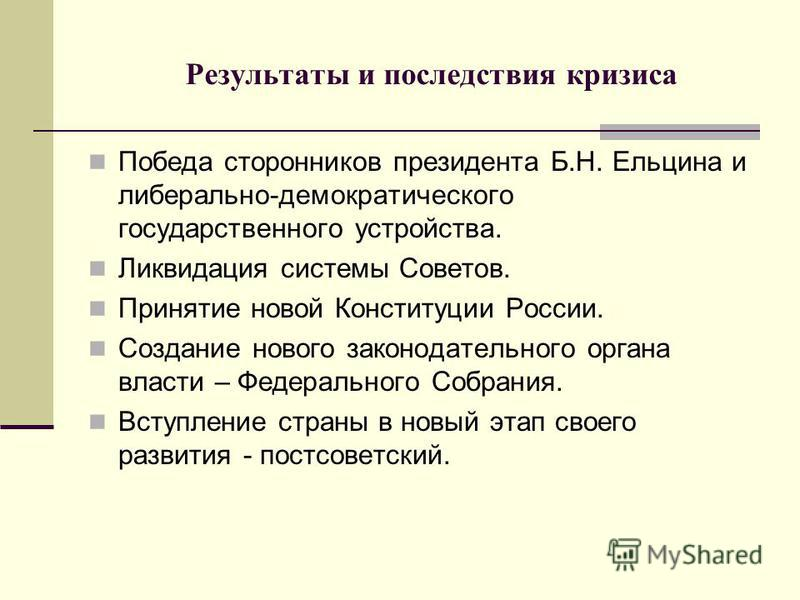 Результаты и последствия кризиса
Победа сторонников президента Б.Н. Ельцина и
либерально-демократического
государственного устройства.
Ликвидация системы Советов.
Принятие новой Конституции России.
Создание нового законодательного органа
власти – Федерального Собрания.
Вступление страны в новый этап своего
развития - постсоветский.
MyShared